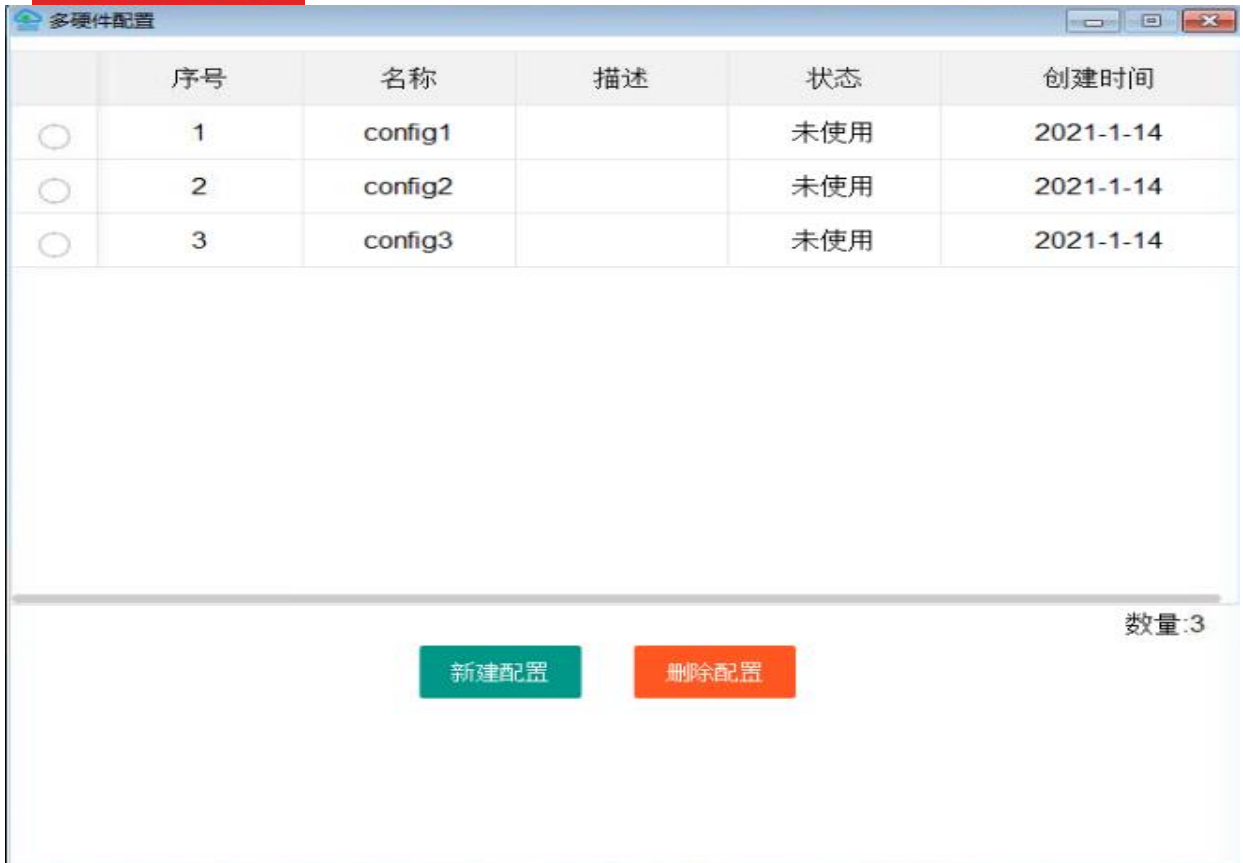 多硬件配置
序号 名称 描述 状态 创建时间
1 config1 未使用 2021-1-14
2 config2 未使用 2021-1-14
3 config3 未使用 2021-1-14
数量:3
新建配置 删除配置